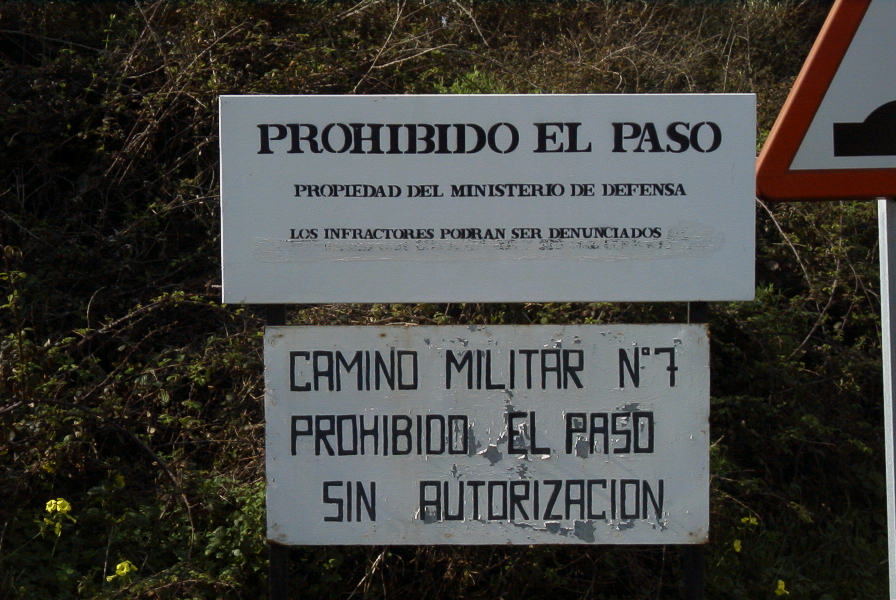 PROHIBIDO EL PASO
PROPIEDAD DEL MINISTERIO DE DEFENSA
LOS INFRACTORES PODRAN SER DENUNCIADOS
CAMINO MILITAR Nº7
PROHIBIDO EL PASO
SIN AUTORIZACION